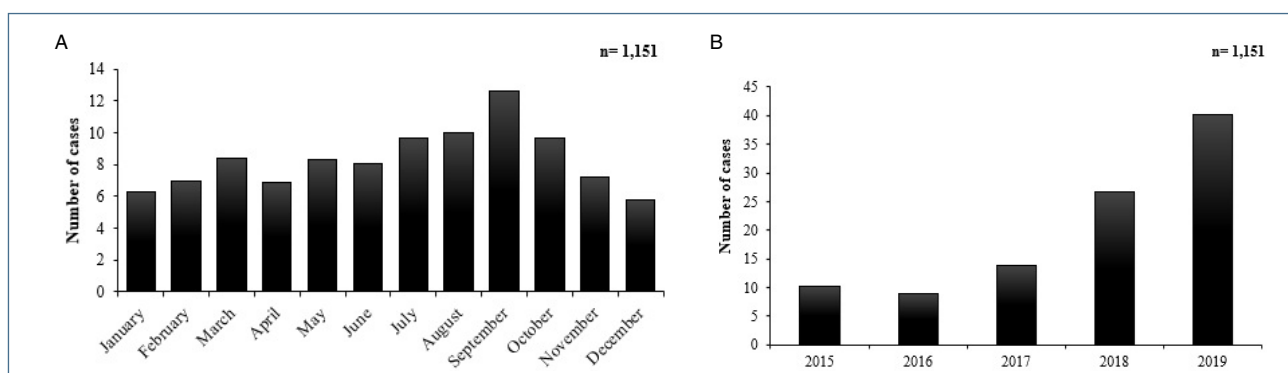 A
n= 1,151
Number of cases
14
12
10
8
6
4
2
0
January
February
March
April
May
June
July
August
September
October
November
December
B
n= 1,151
Number of cases
45
40
35
30
25
20
15
10
5
0
2015
2016
2017
2018
2019